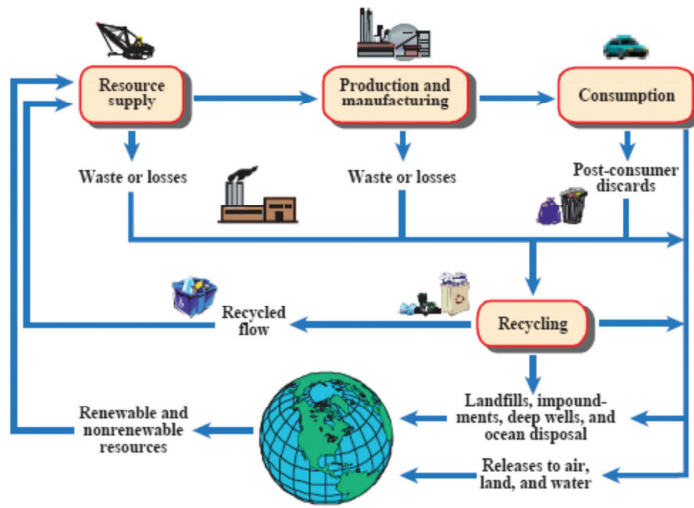 Resource
supply
Production and
manufacturing
Consumption
Waste or losses
Waste or losses
Post-consumer
discards
Recycled
flow
Recycling
Landfills, impound-
ments, deep wells, and
ocean disposal
Renewable and
nonrenewable
resources
Releases to air,
land, and water